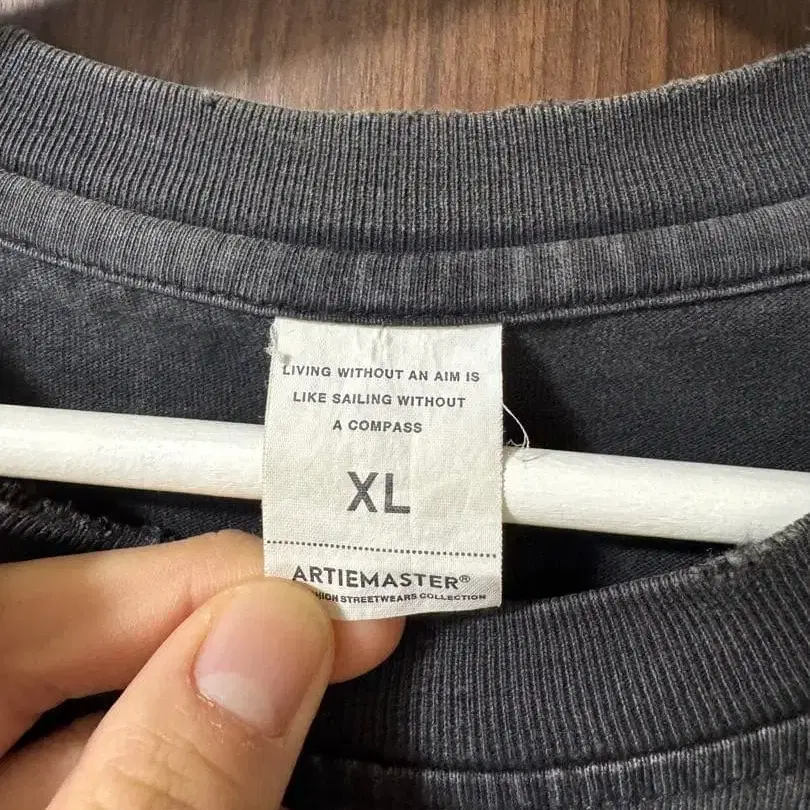 LIVING WITHOUT AN AIM IS
LIKE SAILING WITHOUT
A COMPASS
XL
ARTIEMASTER®
STREETWEARS COLLECTION